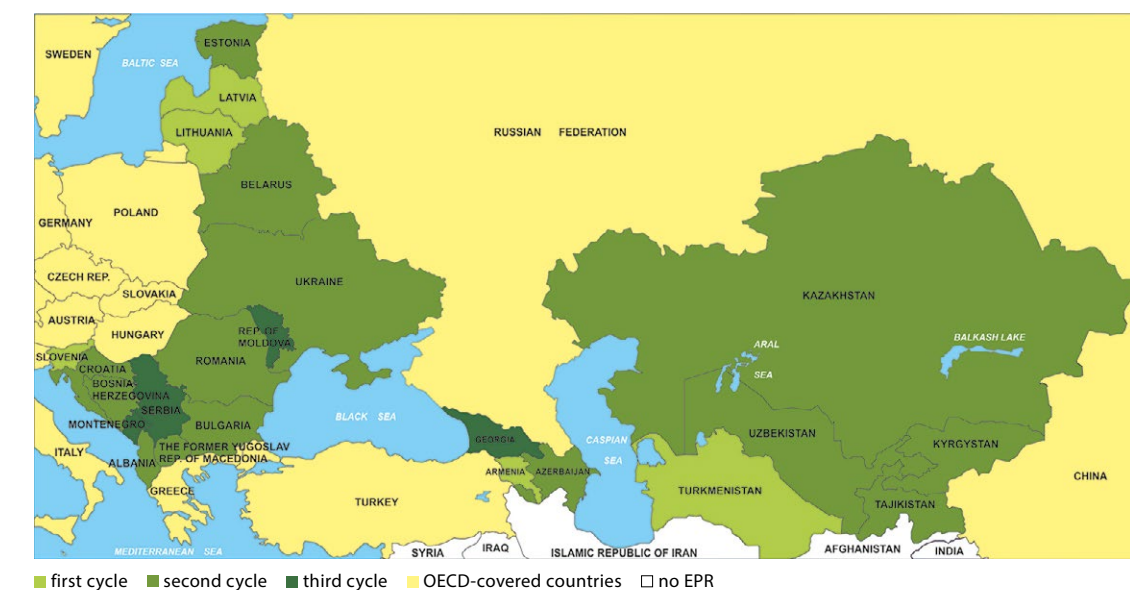 SWEDEN
BALTIC SEA
ESTONIA
LATVIA
LITHUANIA
RUSSIAN FEDERATION
BELARUS
POLAND
GERMANY
CZECH REP.
SLOVAKIA
UKRAINE
KAZAKHSTAN
AUSTRIA
HUNGARY
REP. OF
MOLDOVA
BALKASH LAKE
ARAL
SEA
SLOVENIA
CROATIA
ROMANIA
BOSNIA-
HERZEGOVINA
SERBIA
MONTENEGRO
BULGARIA
BLACK SEA
GEORGIA
CASPIAN
SEA
UZBEKISTAN
KYRGYSTAN
ITALY
ALBANIA
THE FORMER YUGOSLAV
REP. OF MACEDONIA
ARMENIA
AZERBAIJAN
CHINA
GREECE
TURKEY
TURKMENISTAN
TAJIKISTAN
MEDITERRANEAN SEA
SYRIA
IRAQ
ISLAMIC REPUBLIC OF IRAN
AFGHANISTAN
INDIA
first cycle second cycle third cycle OECD-covered countries no EPR